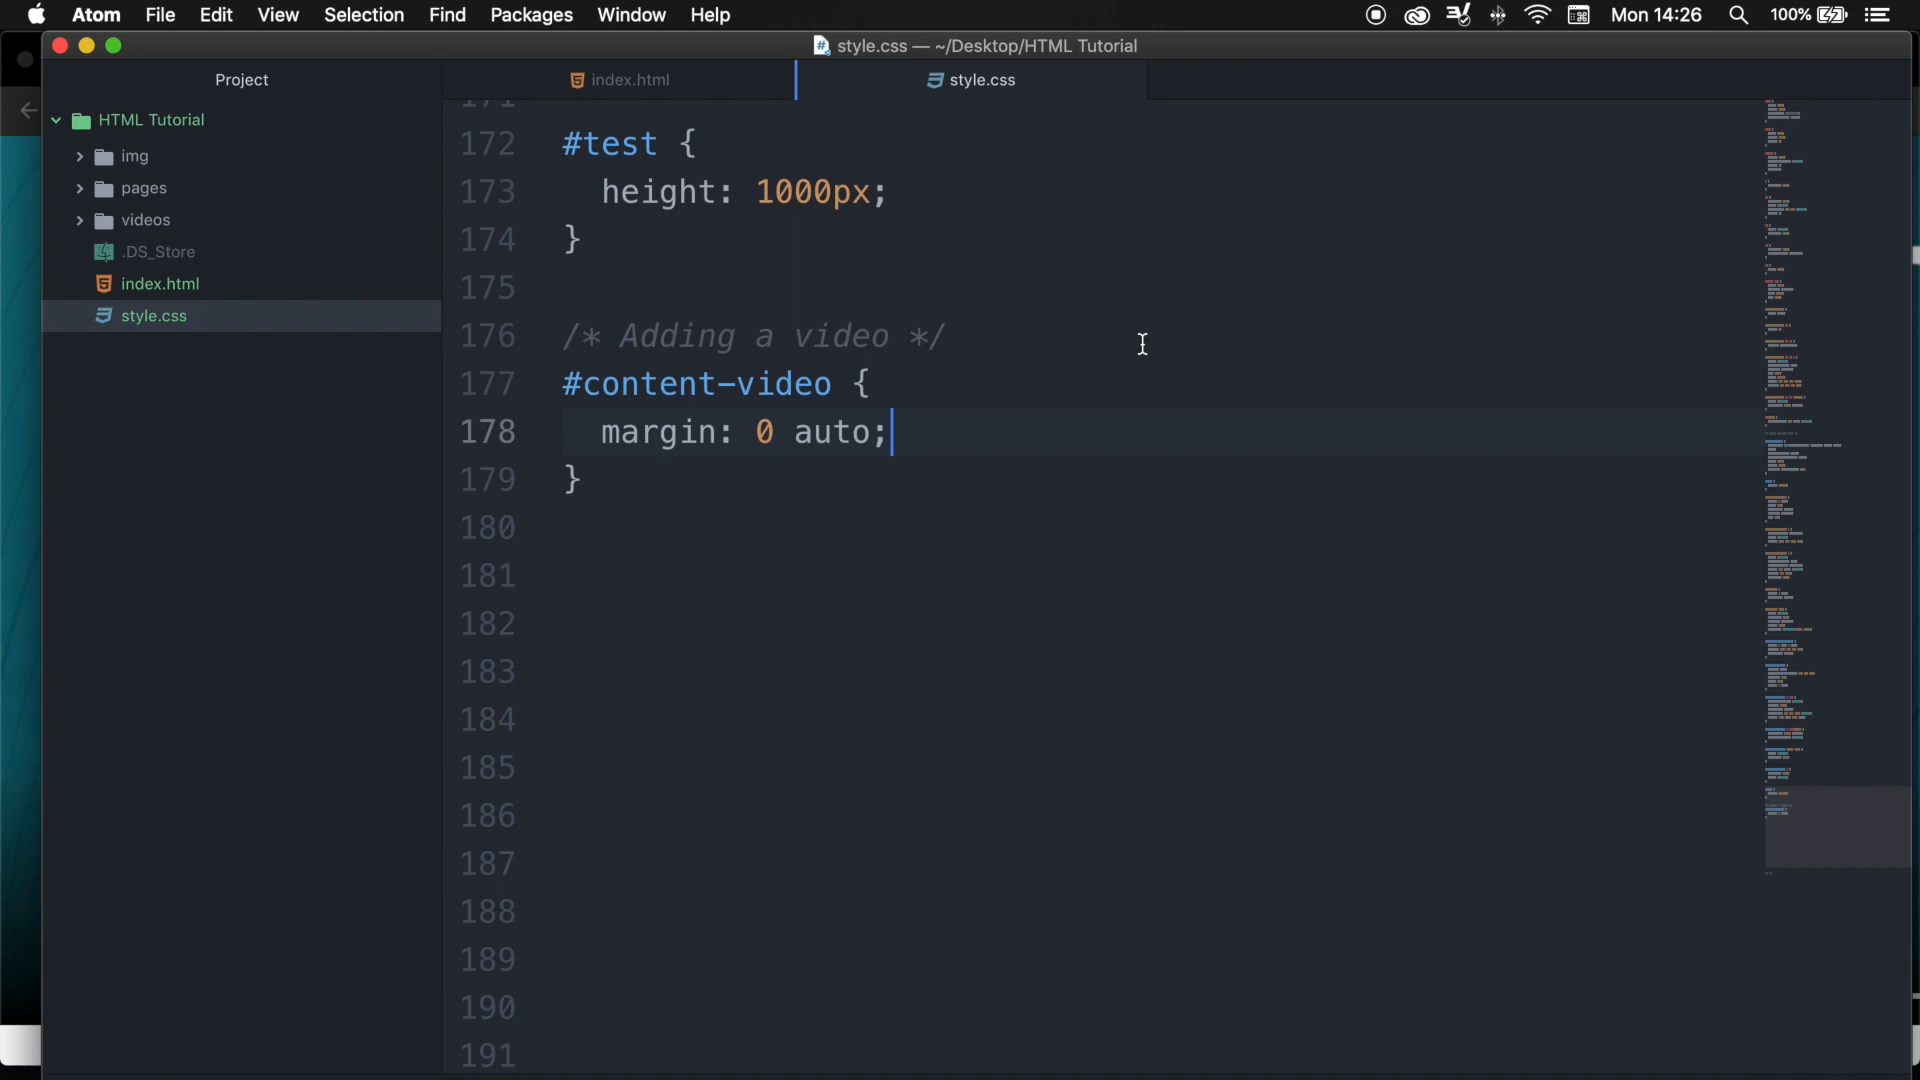 Atom File Edit View Selection Find Packages Window Help Mon 14:26 100%
style.css — ~/Desktop/HTML Tutorial
Project
index.html
style.css
HTML Tutorial
img
pages
videos
.DS_Store
index.html
style.css
171
172 #test {
173 height: 1000px;
174 }
175
176 /* Adding a video */
177 #content-video {
178 margin: 0 auto;
179 }
180
181
182
183
184
185
186
187
188
189
190
191